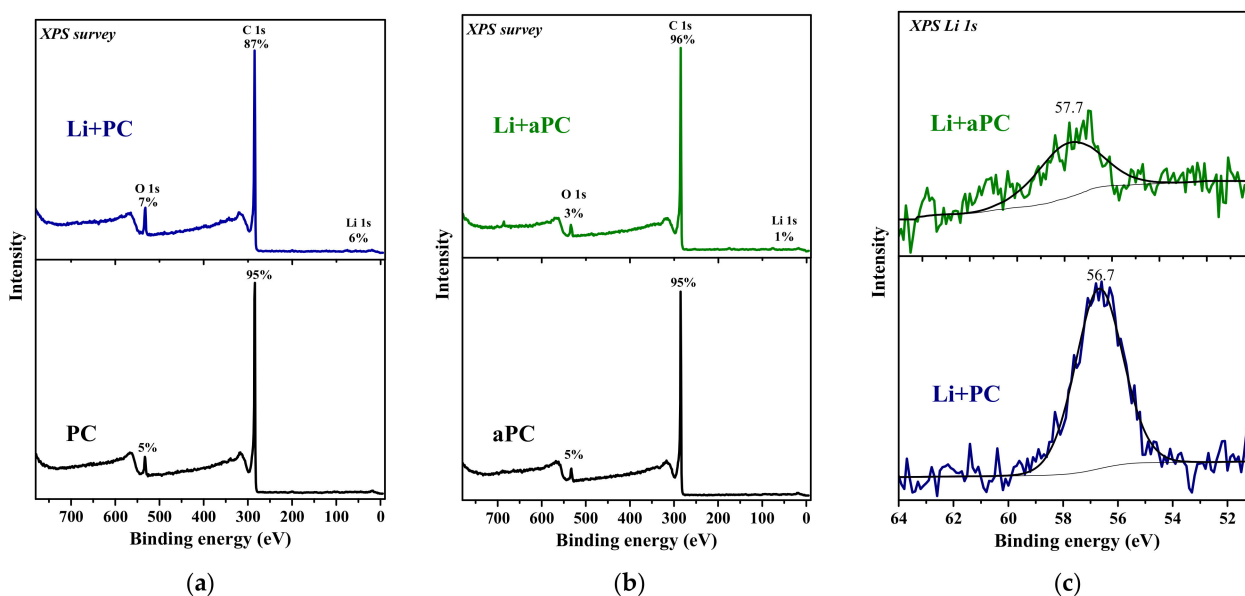 XPS survey
C 1s
87%
Li+PC
O 1s
7%
Li 1s
6%
95%
PC
5%
Intensity
700 600 500 400 300 200 100 0
Binding energy (eV)
(a)
XPS survey
C 1s
96%
Li+aPC
O 1s
3%
Li 1s
1%
95%
aPC
5%
Intensity
700 600 500 400 300 200 100 0
Binding energy (eV)
(b)
XPS Li 1s
57.7
Li+aPC
56.7
Li+PC
Intensity
64 62 60 58 56 54 52
Binding energy (eV)
(c)